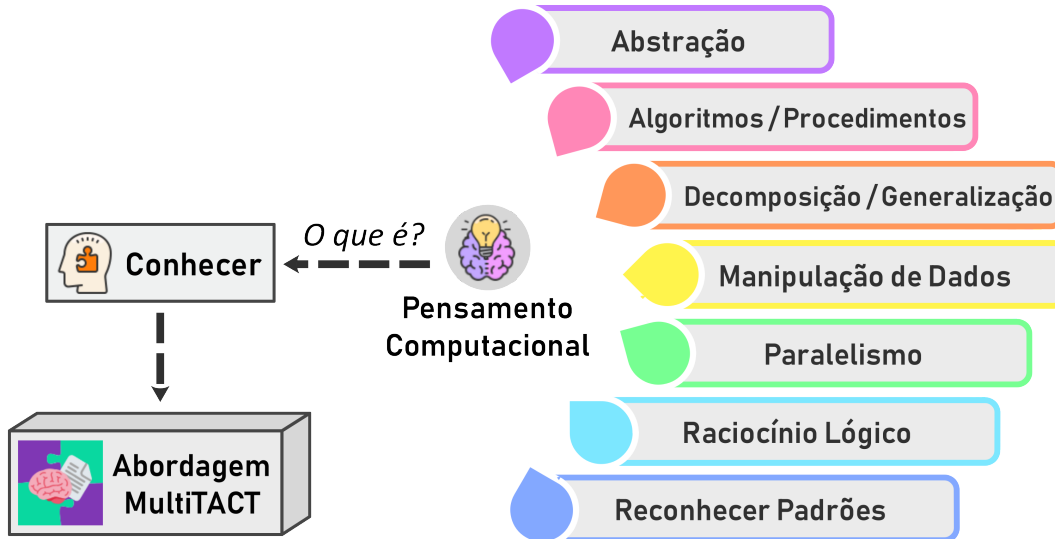 Abstração
Algoritmos / Procedimentos
Decomposição / Generalização
O que é?
Conhecer
Manipulação de Dados
Pensamento
Computacional
Paralelismo
Raciocínio Lógico
Abordagem
MultiTACT
Reconhecer Padrões